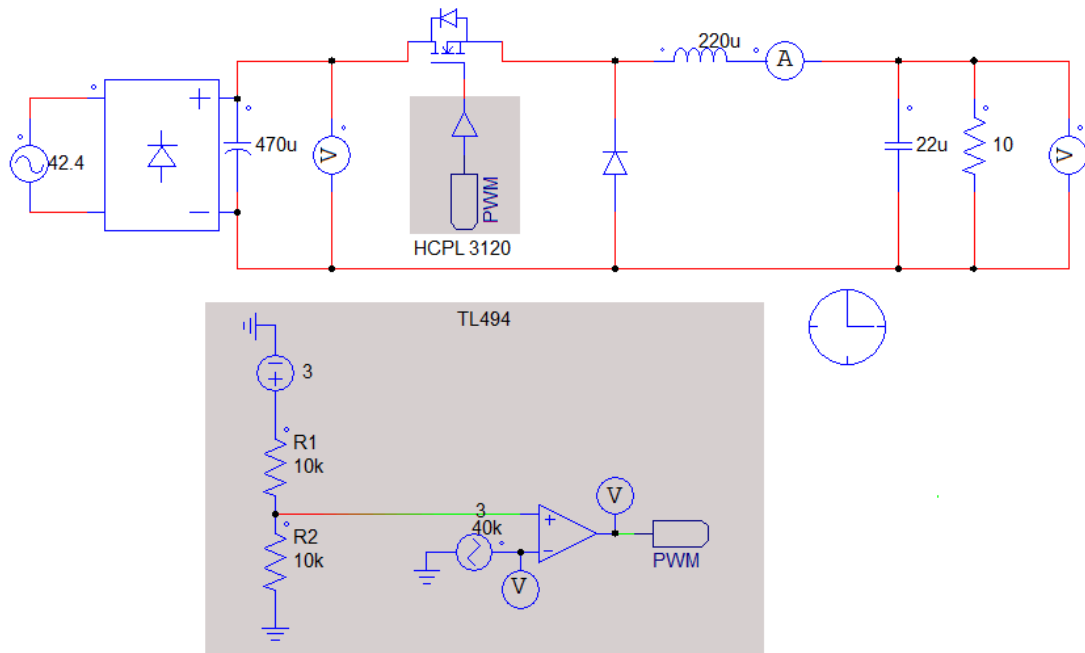 220u
A
42.4
+
−
470u
V
PWM
HCPL 3120
22u
10
V
TL494
3
R1
10k
R2
10k
3
40k
V
V
PWM